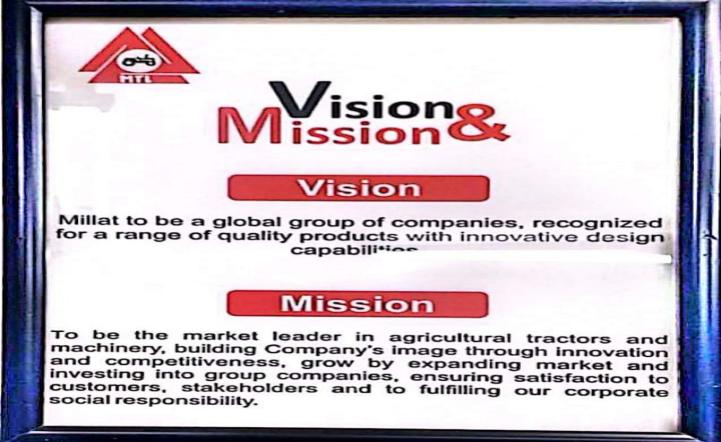 MTL
Vision &
Mission
Vision
Millat to be a global group of companies, recognized
for a range of quality products with innovative design
capabilities
Mission
To be the market leader in agricultural tractors and
machinery, building Company's image through innovation
and competitiveness, grow by expanding market and
investing into group companies, ensuring satisfaction to
customers, stakeholders and to fulfilling our corporate
social responsibility.